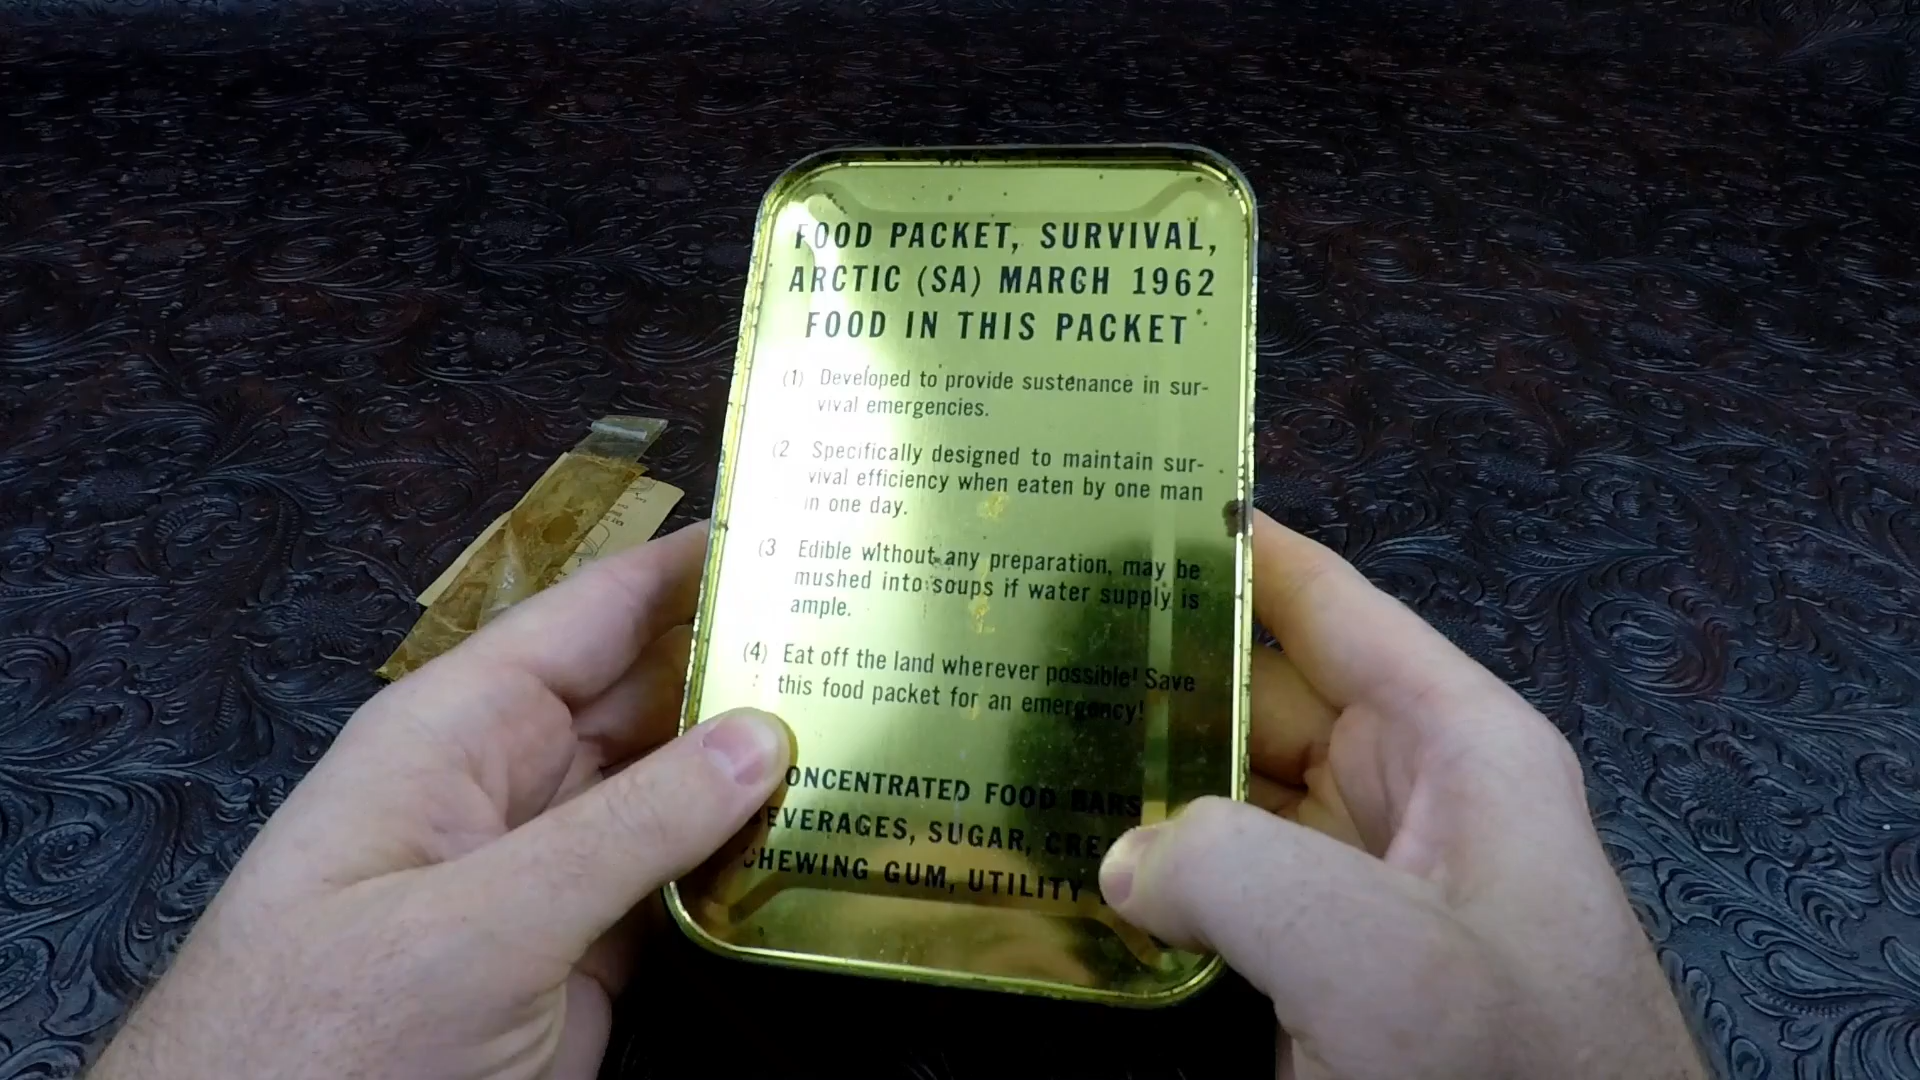 FOOD PACKET, SURVIVAL,
ARCTIC (SA) MARCH 1962
FOOD IN THIS PACKET
(1) Developed to provide sustenance in sur-
vival emergencies.
(2 Specifically designed to maintain sur-
vival efficiency when eaten by one man
in one day.
(3 Edible without any preparation, may be
mushed into soups if water supply is
ample.
(4) Eat off the land wherever possible! Save
this food packet for an emergency!
ONCENTRATED FOOD BARS
EVERAGES, SUGAR, CREA
CHEWING GUM, UTILITY